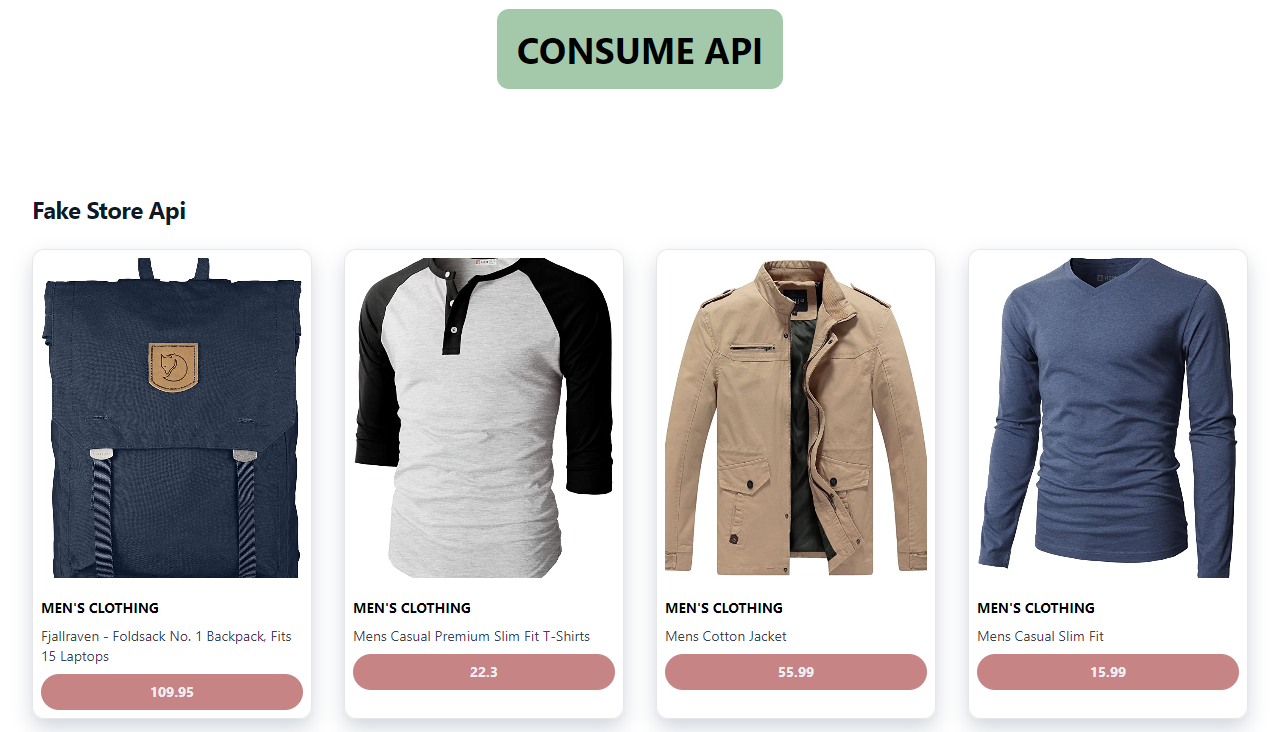 CONSUME API
Fake Store Api
MEN'S CLOTHING
Fjallraven - Foldsack No. 1 Backpack, Fits
15 Laptops
109.95
MEN'S CLOTHING
Mens Casual Premium Slim Fit T-Shirts
22.3
MEN'S CLOTHING
Mens Cotton Jacket
55.99
MEN'S CLOTHING
Mens Casual Slim Fit
15.99